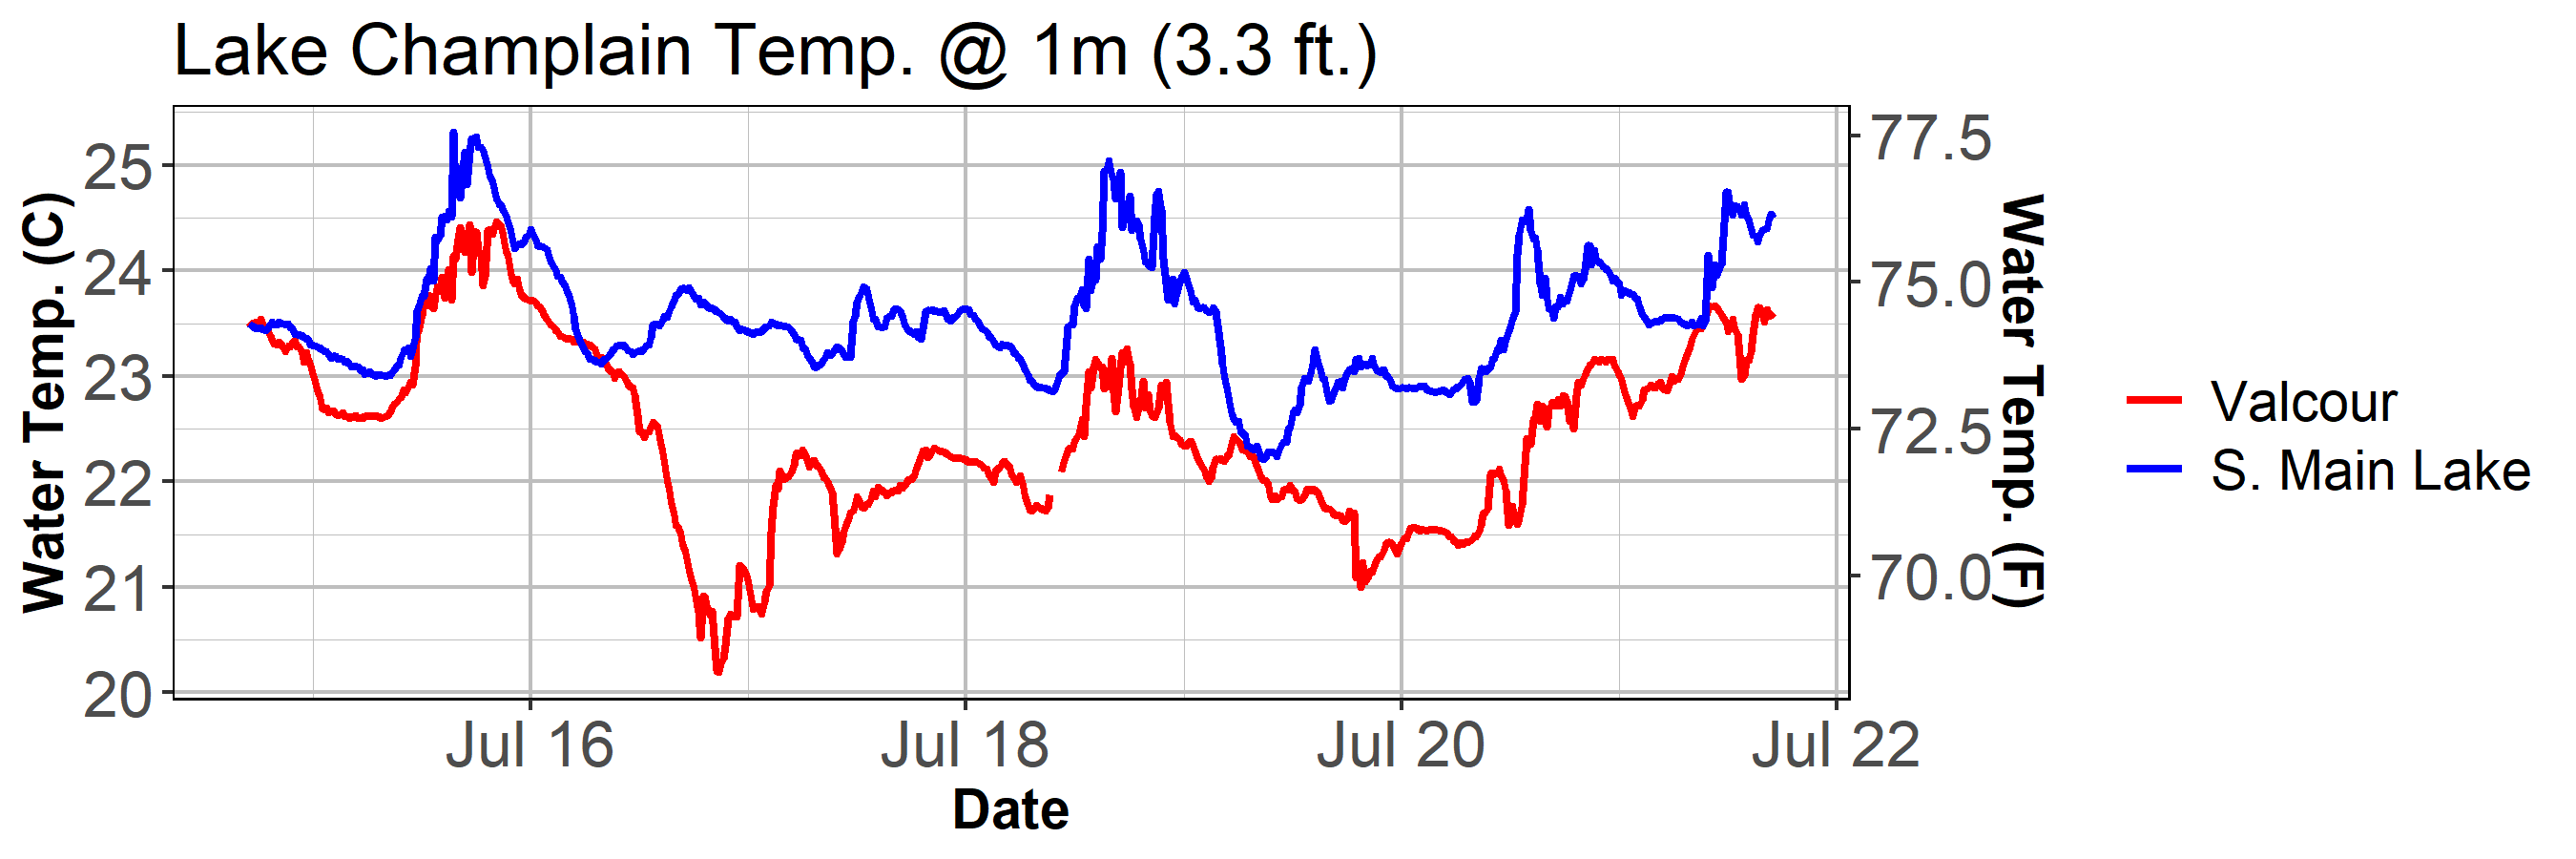 Lake Champlain Temp. @ 1m (3.3 ft.)
Water Temp. (C)
25
24
23
22
21
20
77.5
75.0
72.5
70.0
Water Temp. (F)
Jul 16
Jul 18
Jul 20
Jul 22
Date
Valcour
S. Main Lake